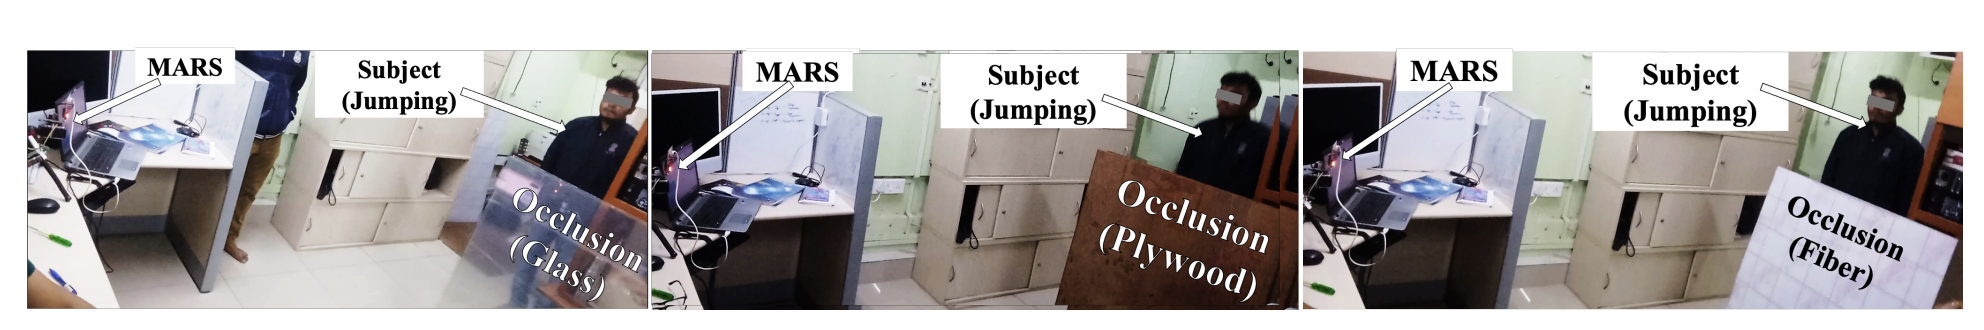 MARS
Subject
(Jumping)
Occlusion
(Glass)
MARS
Subject
(Jumping)
Occlusion
(Plywood)
MARS
Subject
(Jumping)
Occlusion
(Fiber)